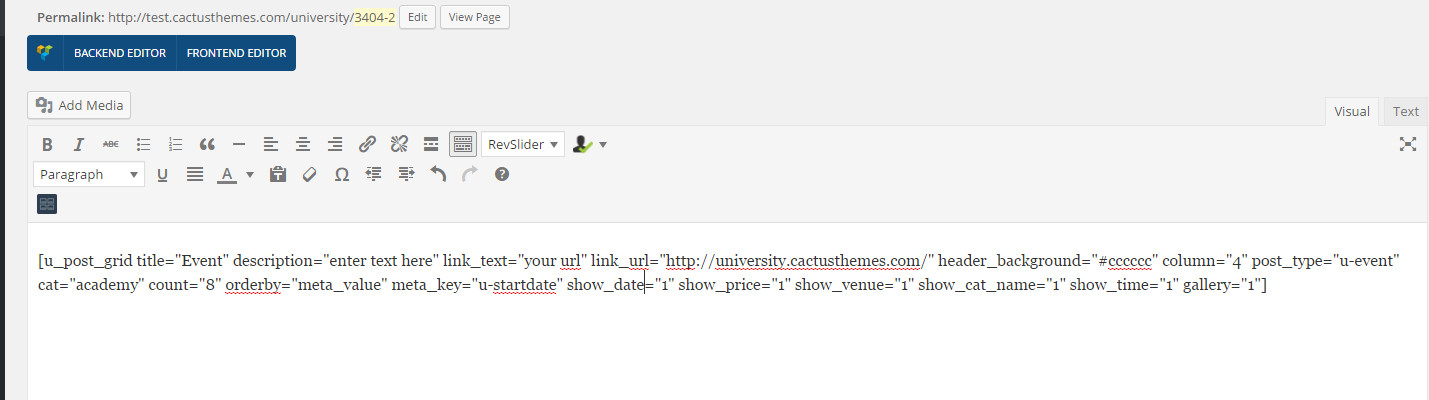 Permalink: http://test.cactusthemes.com/university/3404-2 Edit View Page
BACKEND EDITOR FRONTEND EDITOR
Add Media
Visual Text
B I ABC RevSlider
Paragraph U A Ω ?
[u_post_grid title="Event" description="enter text here" link_text="your url" link_url="http://university.cactusthemes.com/" header_background="#cccccc" column="4" post_type="u-event"
cat="academy" count="8" orderby="meta_value" meta_key="u-startdate" show_date="1" show_price="1" show_venue="1" show_cat_name="1" show_time="1" gallery="1"]